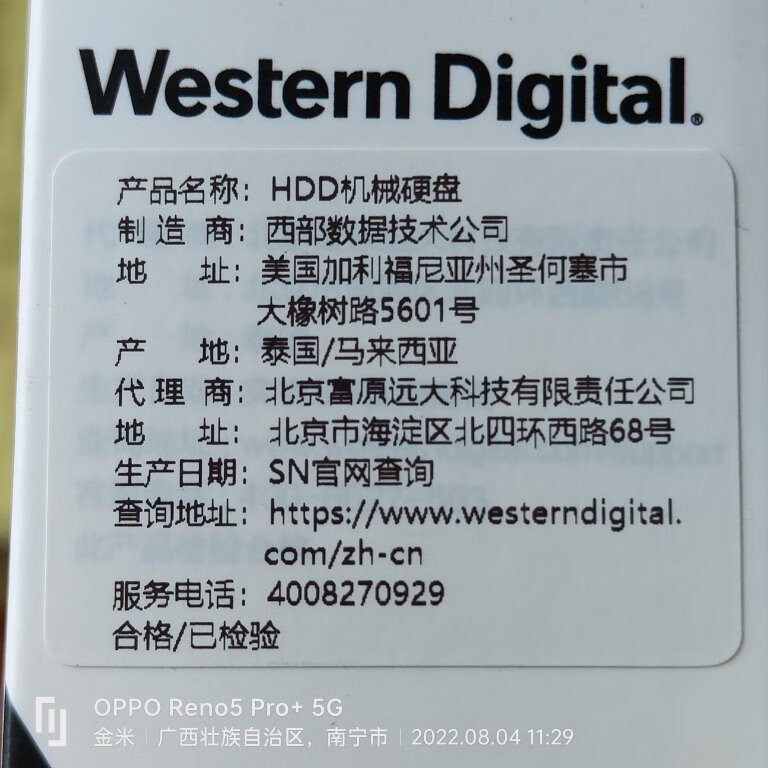 Western Digital®
产品名称：HDD机械硬盘
制造商：西部数据技术公司
地址：美国加利福尼亚州圣何塞市
大橡树路5601号
产地：泰国/马来西亚
代理商：北京富原远大科技有限责任公司
地址：北京市海淀区北四环西路68号
生产日期：SN官网查询
查询地址：https://www.westerndigital.
com/zh-cn
服务电话：4008270929
合格/已检验
OPPO Reno5 Pro+ 5G
金米 | 广西壮族自治区，南宁市 | 2022.08.04 11:29